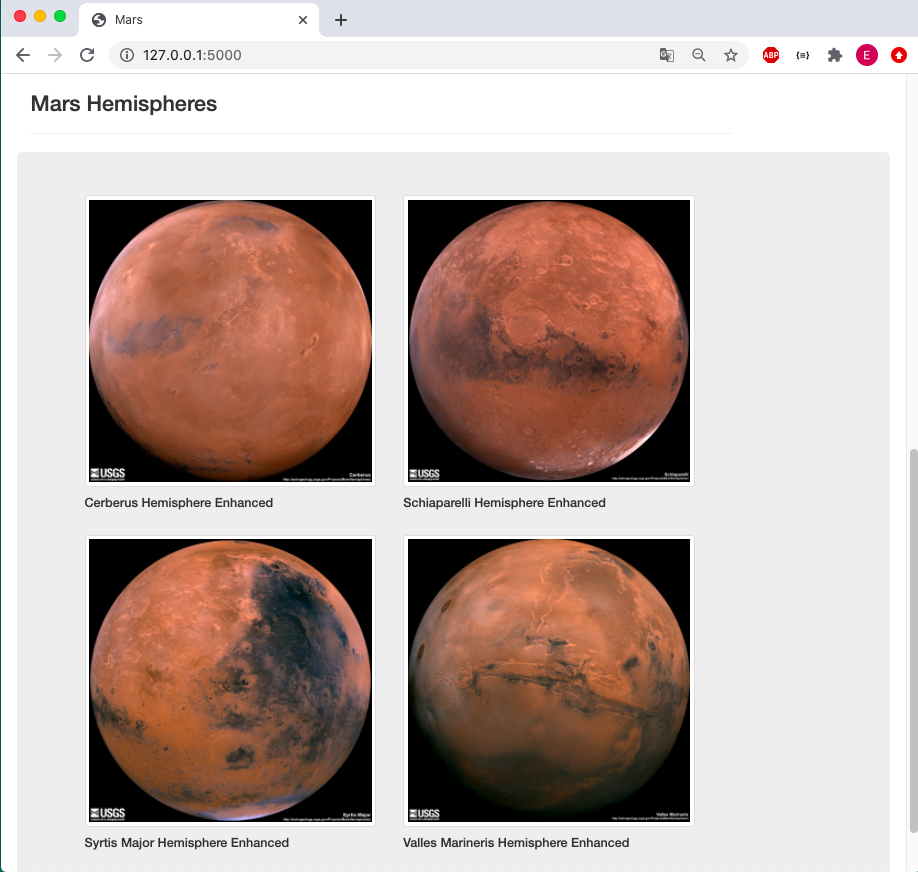 Mars
127.0.0.1:5000
ABP
E
Mars Hemispheres
USGS
Cerberus
USGS
Schiaparelli
Cerberus Hemisphere Enhanced
Schiaparelli Hemisphere Enhanced
USGS
Syrtis Major
USGS
Valles Marineris
Syrtis Major Hemisphere Enhanced
Valles Marineris Hemisphere Enhanced